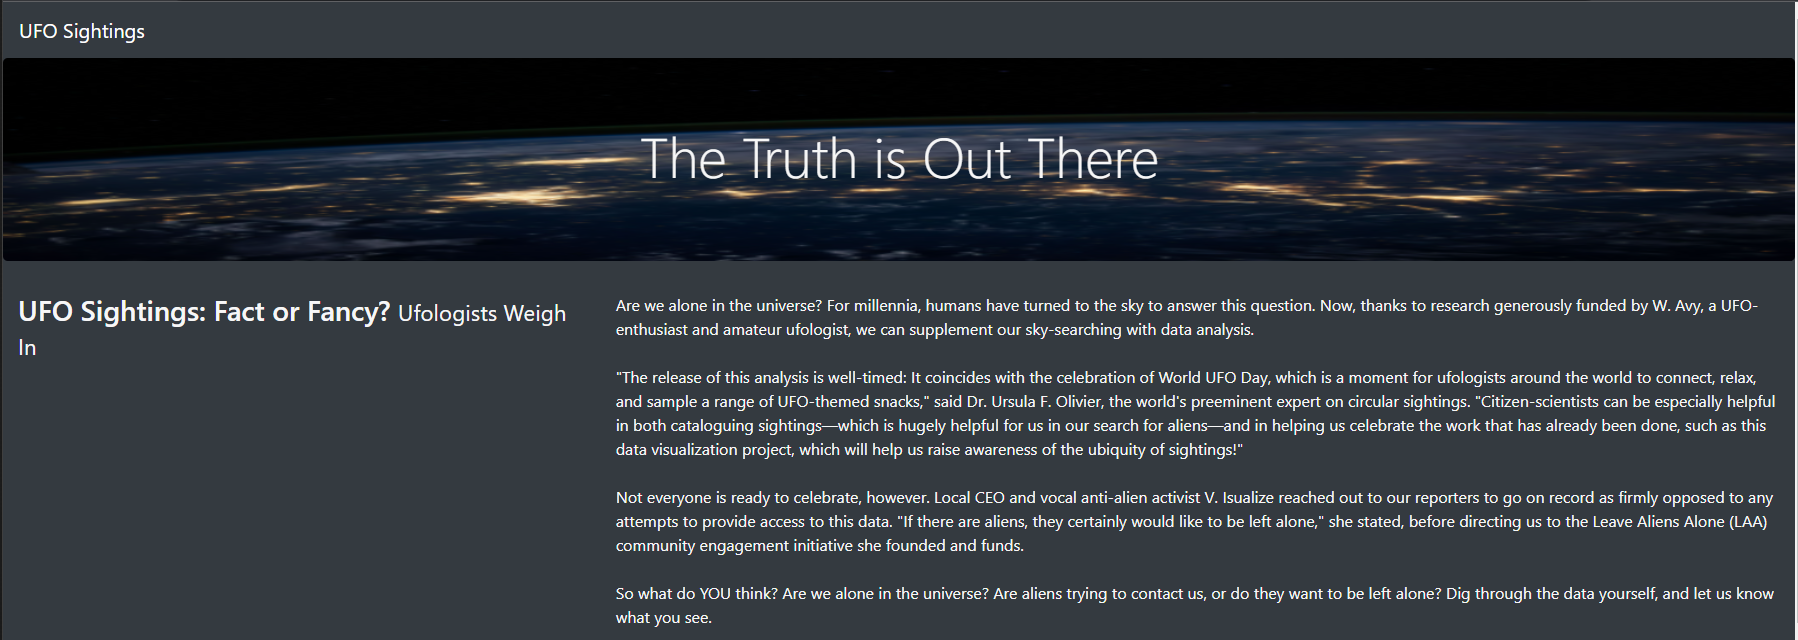 UFO Sightings
The Truth is Out There
UFO Sightings: Fact or Fancy? Ufologists Weigh
In
Are we alone in the universe? For millennia, humans have turned to the sky to answer this question. Now, thanks to research generously funded by W. Avy, a UFO-
enthusiast and amateur ufologist, we can supplement our sky-searching with data analysis.
"The release of this analysis is well-timed: It coincides with the celebration of World UFO Day, which is a moment for ufologists around the world to connect, relax,
and sample a range of UFO-themed snacks," said Dr. Ursula F. Olivier, the world's preeminent expert on circular sightings. "Citizen-scientists can be especially helpful
in both cataloguing sightings—which is hugely helpful for us in our search for aliens—and in helping us celebrate the work that has already been done, such as this
data visualization project, which will help us raise awareness of the ubiquity of sightings!"
Not everyone is ready to celebrate, however. Local CEO and vocal anti-alien activist V. Isualize reached out to our reporters to go on record as firmly opposed to any
attempts to provide access to this data. "If there are aliens, they certainly would like to be left alone," she stated, before directing us to the Leave Aliens Alone (LAA)
community engagement initiative she founded and funds.
So what do YOU think? Are we alone in the universe? Are aliens trying to contact us, or do they want to be left alone? Dig through the data yourself, and let us know
what you see.